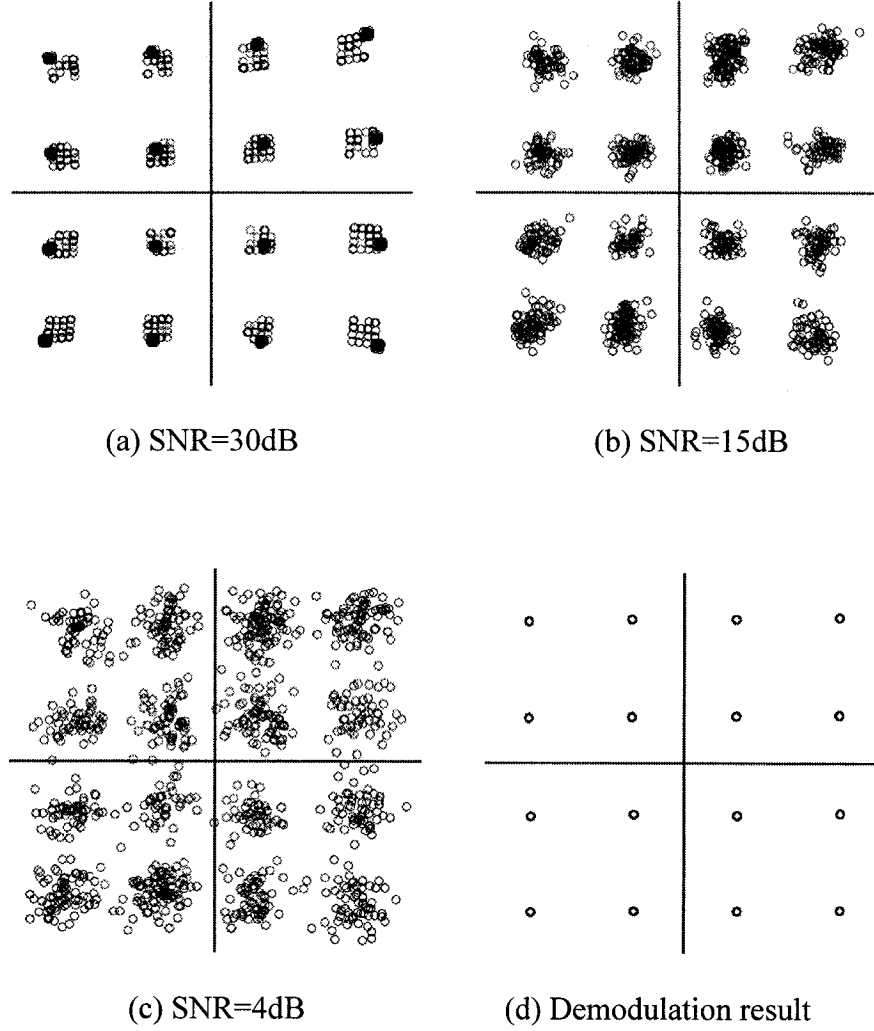 (a) SNR=30dB
(b) SNR=15dB
(c) SNR=4dB
(d) Demodulation result